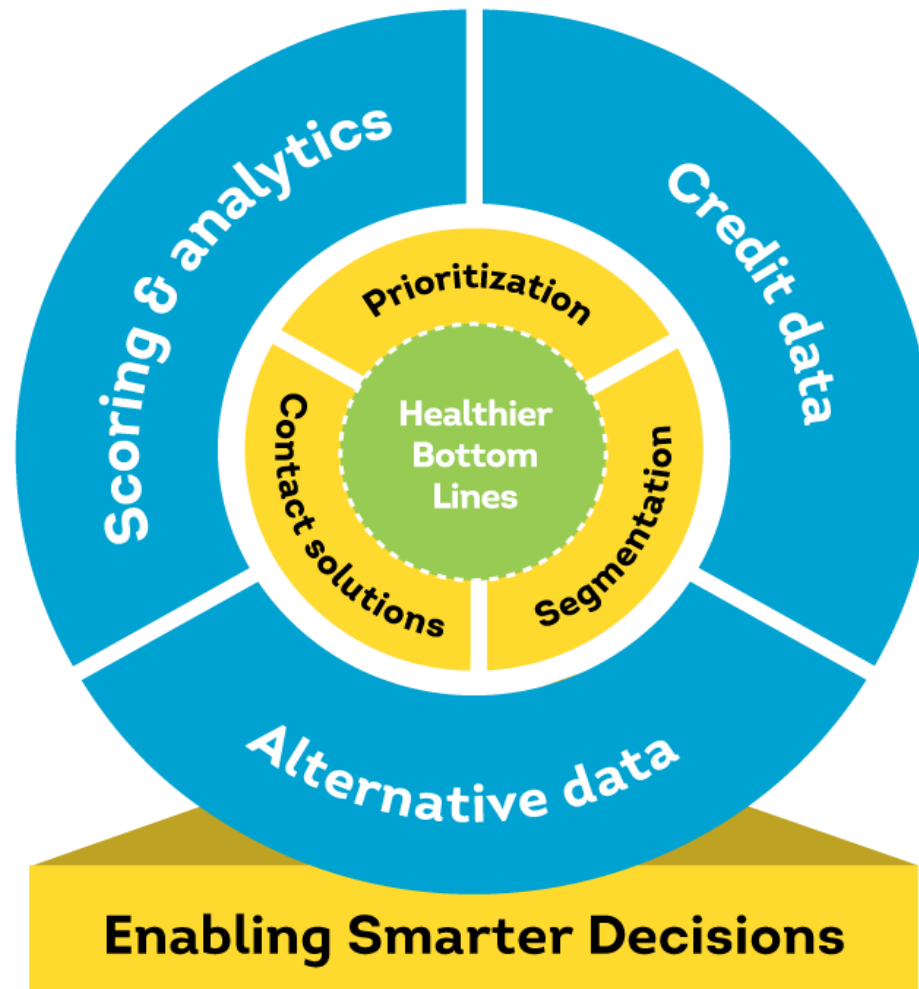 Scoring & analytics
Credit data
Prioritization
Contact solutions
Healthier
Bottom
Lines
Segmentation
Alternative data
Enabling Smarter Decisions